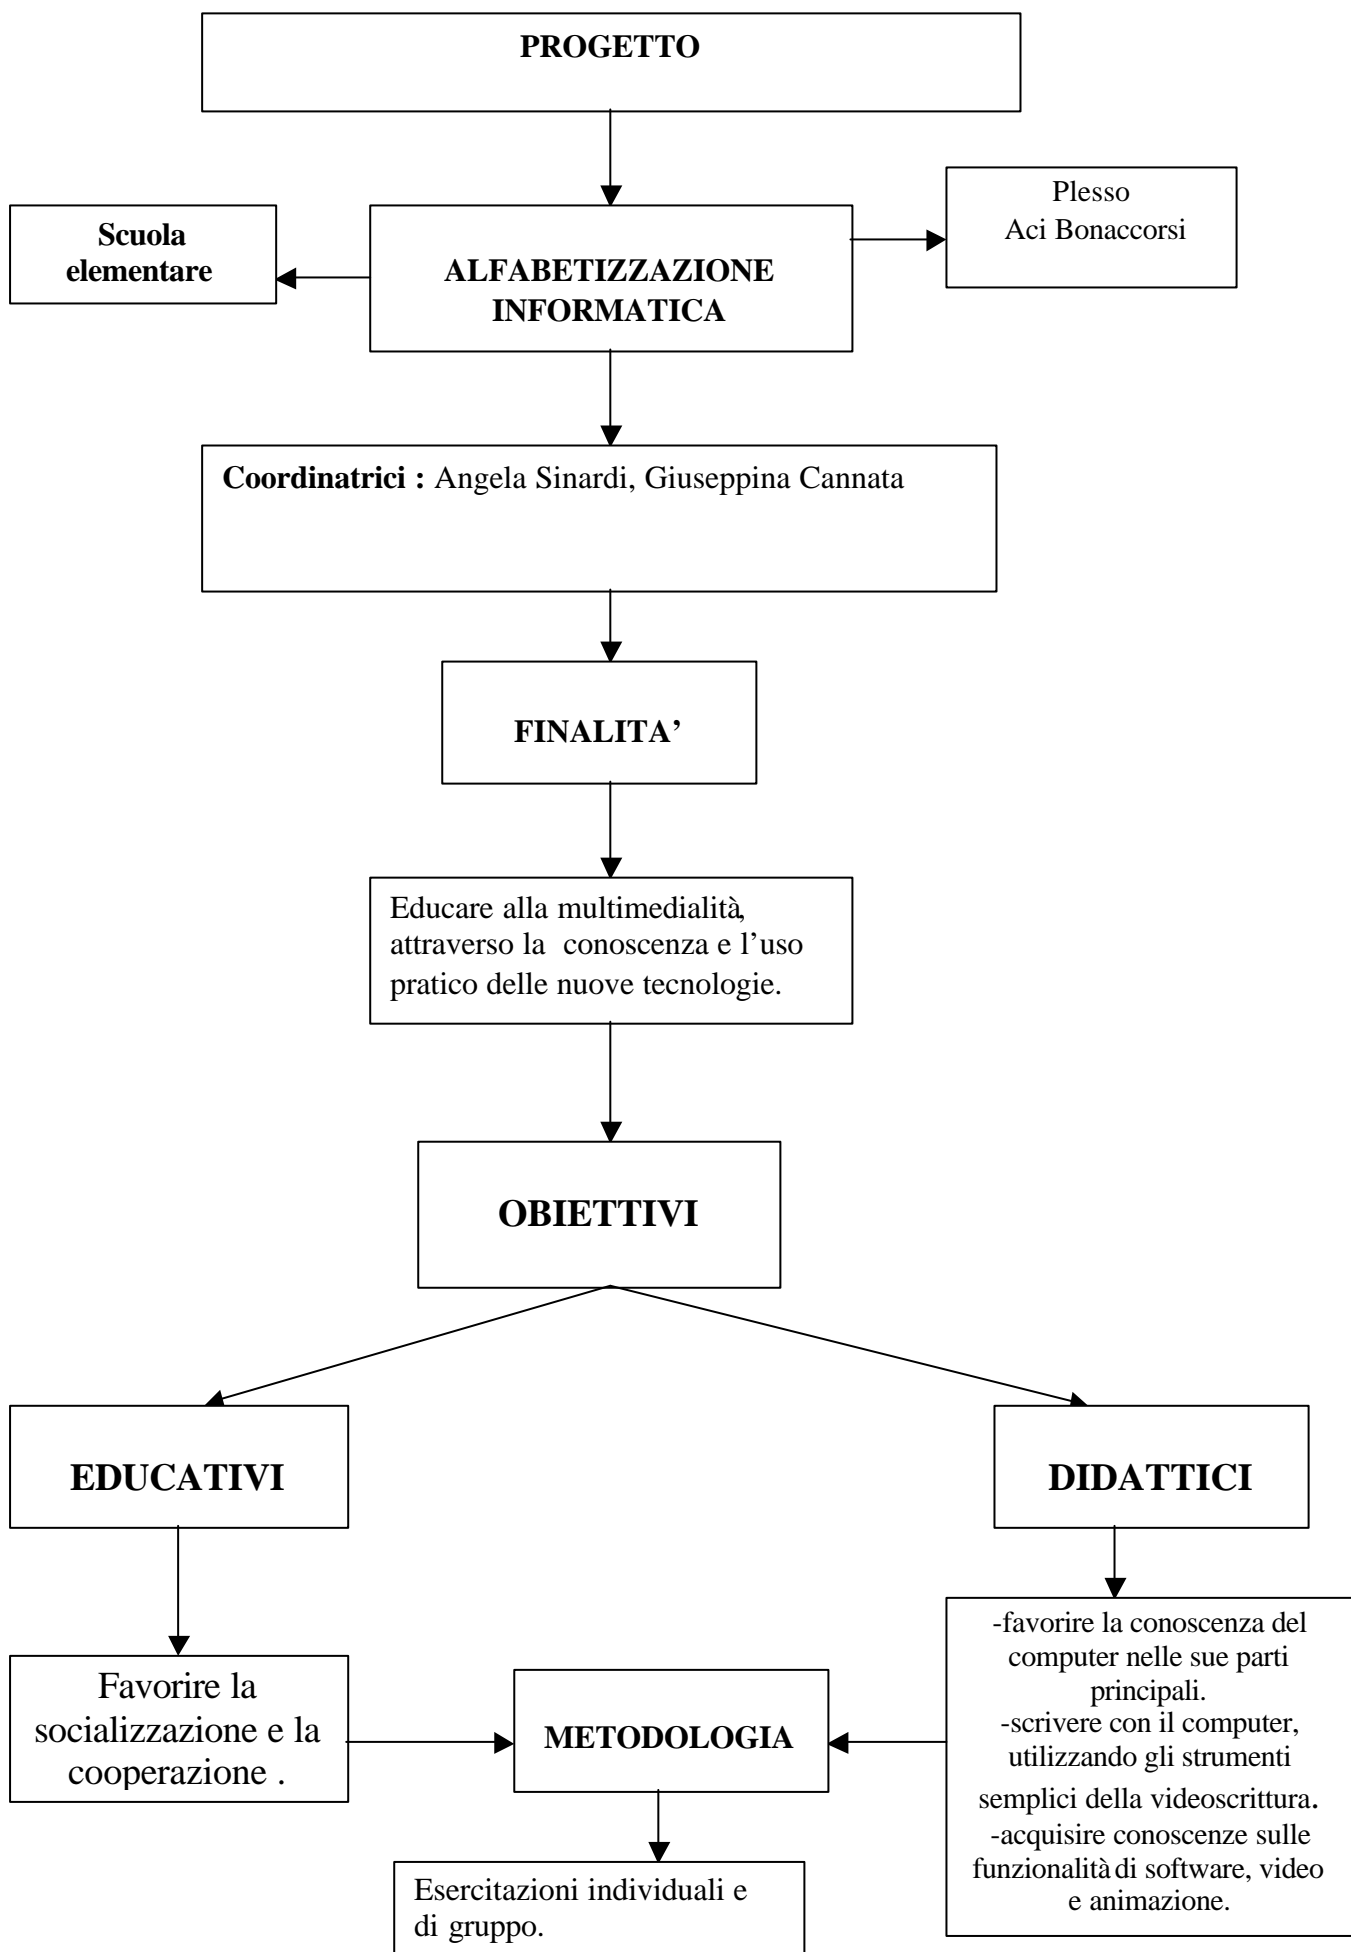 PROGETTO
Plesso
Aci Bonaccorsi
Scuola
elementare
ALFABETIZZAZIONE
INFORMATICA
Coordinatrici : Angela Sinardi, Giuseppina Cannata
FINALITA’
Educare alla multimedialità,
attraverso la conoscenza e l’uso
pratico delle nuove tecnologie.
OBIETTIVI
EDUCATIVI
DIDATTICI
Favorire la
socializzazione e la
cooperazione .
METODOLOGIA
-favorire la conoscenza del
computer nelle sue parti
principali.
-scrivere con il computer,
utilizzando gli strumenti
semplici della videoscrittura.
-acquisire conoscenze sulle
funzionalità di software, video
e animazione.
Esercitazioni individuali e
di gruppo.